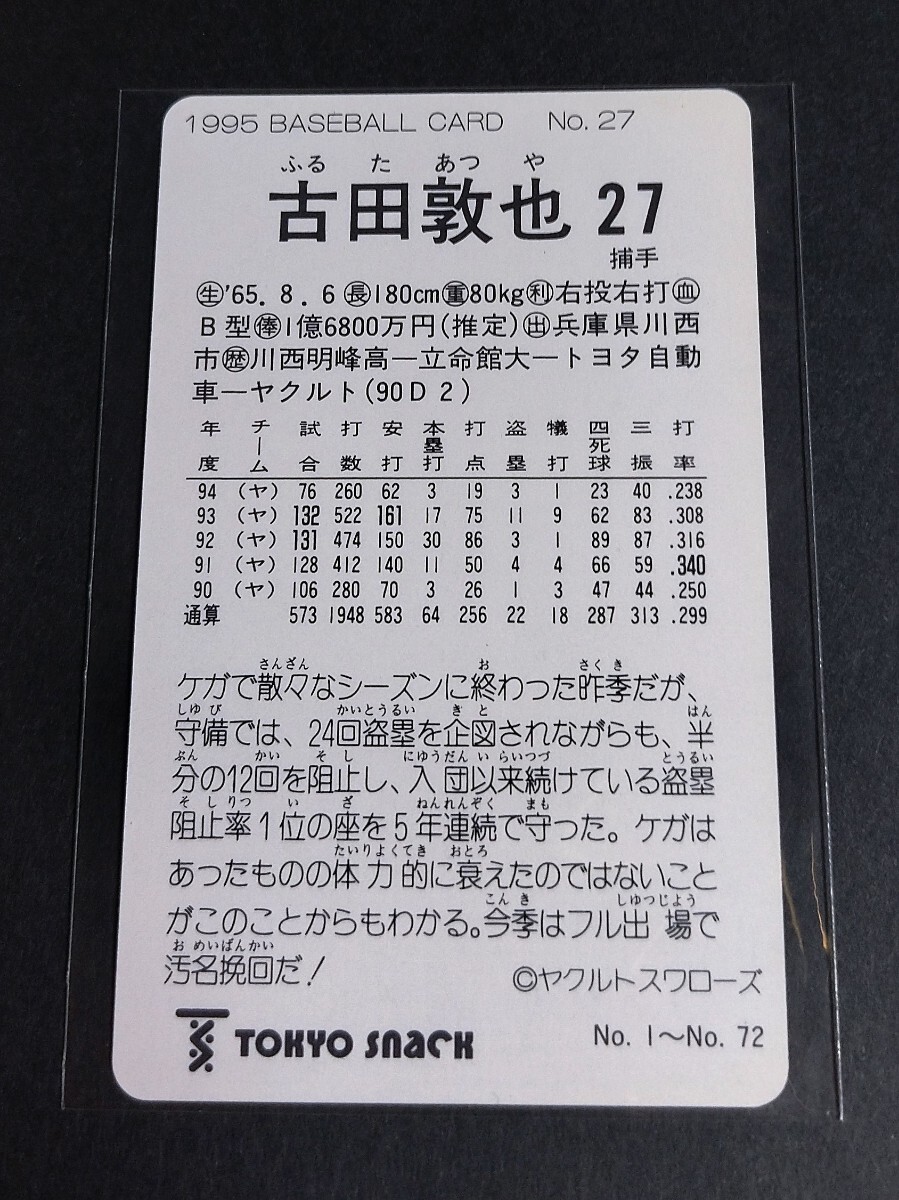 1995 BASEBALL CARD No. 27
ふる た あつ や
古田敦也 27
捕手
㊤'65. 8. 6 ㊥180cm ㊦80kg 利右投右打 血
B型 俸1億6800万円(推定) 出兵庫県川西
市 歴川西明峰高―立命館大―トヨタ自動
車―ヤクルト(90D2)
年度 チーム 試合 打数 安打 本塁打 打点 盗塁 犠打 四死球 三振 打率
94 (ヤ) 76 260 62 3 19 3 1 23 40 .238
93 (ヤ) 132 522 161 17 75 11 9 62 83 .308
92 (ヤ) 131 474 150 30 86 3 1 89 87 .316
91 (ヤ) 128 412 140 11 50 4 4 66 59 .340
90 (ヤ) 106 280 70 3 26 1 3 47 44 .250
通算 573 1948 583 64 256 22 18 287 313 .299
さんざん お さくき
ケガで散々なシーズンに終わった昨季だが、
しゆび かいとうるい きと はん
守備では、24回盗塁を企図されながらも、半
ぶん かい そし にゆうだん いらいつづ とうるい
分の12回を阻止し、入団以来続けている盗塁
そしりつ い ざ ねんれんぞく まも
阻止率1位の座を5年連続で守った。ケガは
たいりよくてき おとろ
あったものの体力的に衰えたのではないこと
こんき しゆつじよう
がこのことからもわかる。今季はフル出場で
おめいばんかい
汚名挽回だ!
©ヤクルトスワローズ
TOKYO SNACK
No. 1～No. 72